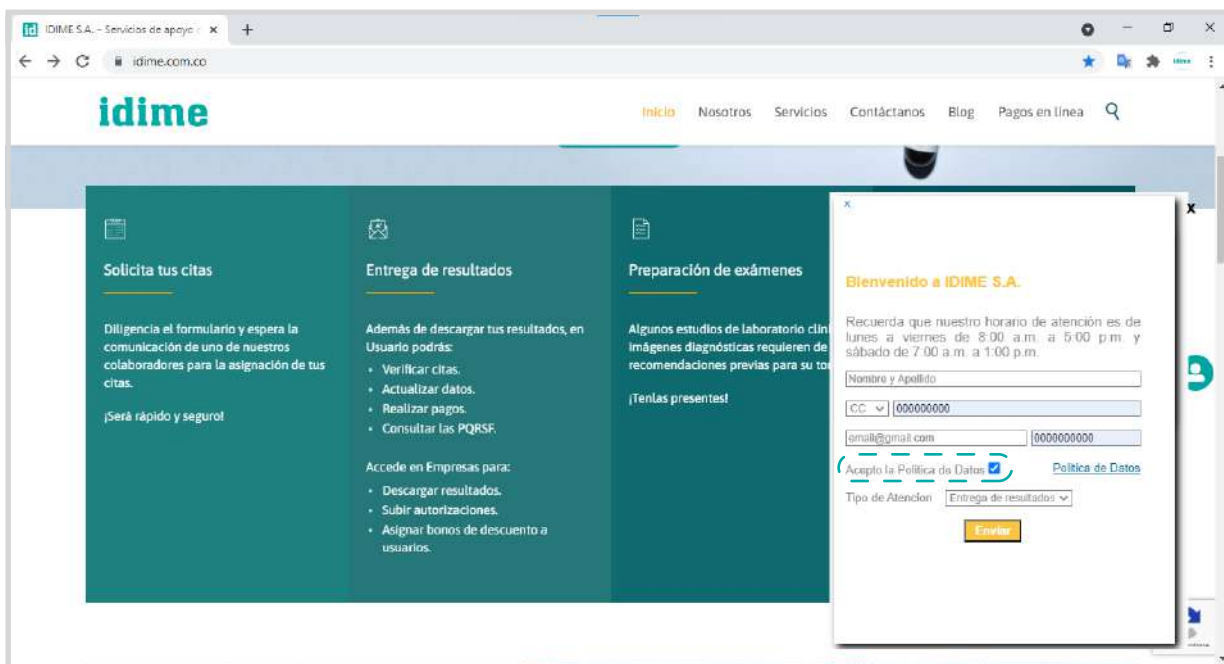 IDIME S.A. – Servicios de apoyo
idime.com.co
idime
Inicio Nosotros Servicios Contáctanos Blog Pagos en línea
Solicita tus citas
Diligencia el formulario y espera la
comunicación de uno de nuestros
colaboradores para la asignación de tus
citas.
¡Será rápido y seguro!
Entrega de resultados
Además de descargar tus resultados, en
Usuario podrás:
• Verificar citas.
• Actualizar datos.
• Realizar pagos.
• Consultar las PQRSF.
Accede en Empresas para:
• Descargar resultados.
• Subir autorizaciones.
• Asignar bonos de descuento a
usuarios.
Preparación de exámenes
Algunos estudios de laboratorio clín
imágenes diagnósticas requieren de
recomendaciones previas para su to
¡Tenlas presentes!
x
X
Bienvenido a IDIME S.A.
Recuerda que nuestro horario de atención es de
lunes a viernes de 8:00 a.m. a 5:00 p.m. y
sábado de 7:00 a.m. a 1:00 p.m.
Nombre y Apellido
CC 000000000
email@gmail.com 0000000000
Acepto la Politica de Datos Politica de Datos
Tipo de Atencion Entrega de resultados
Enviar